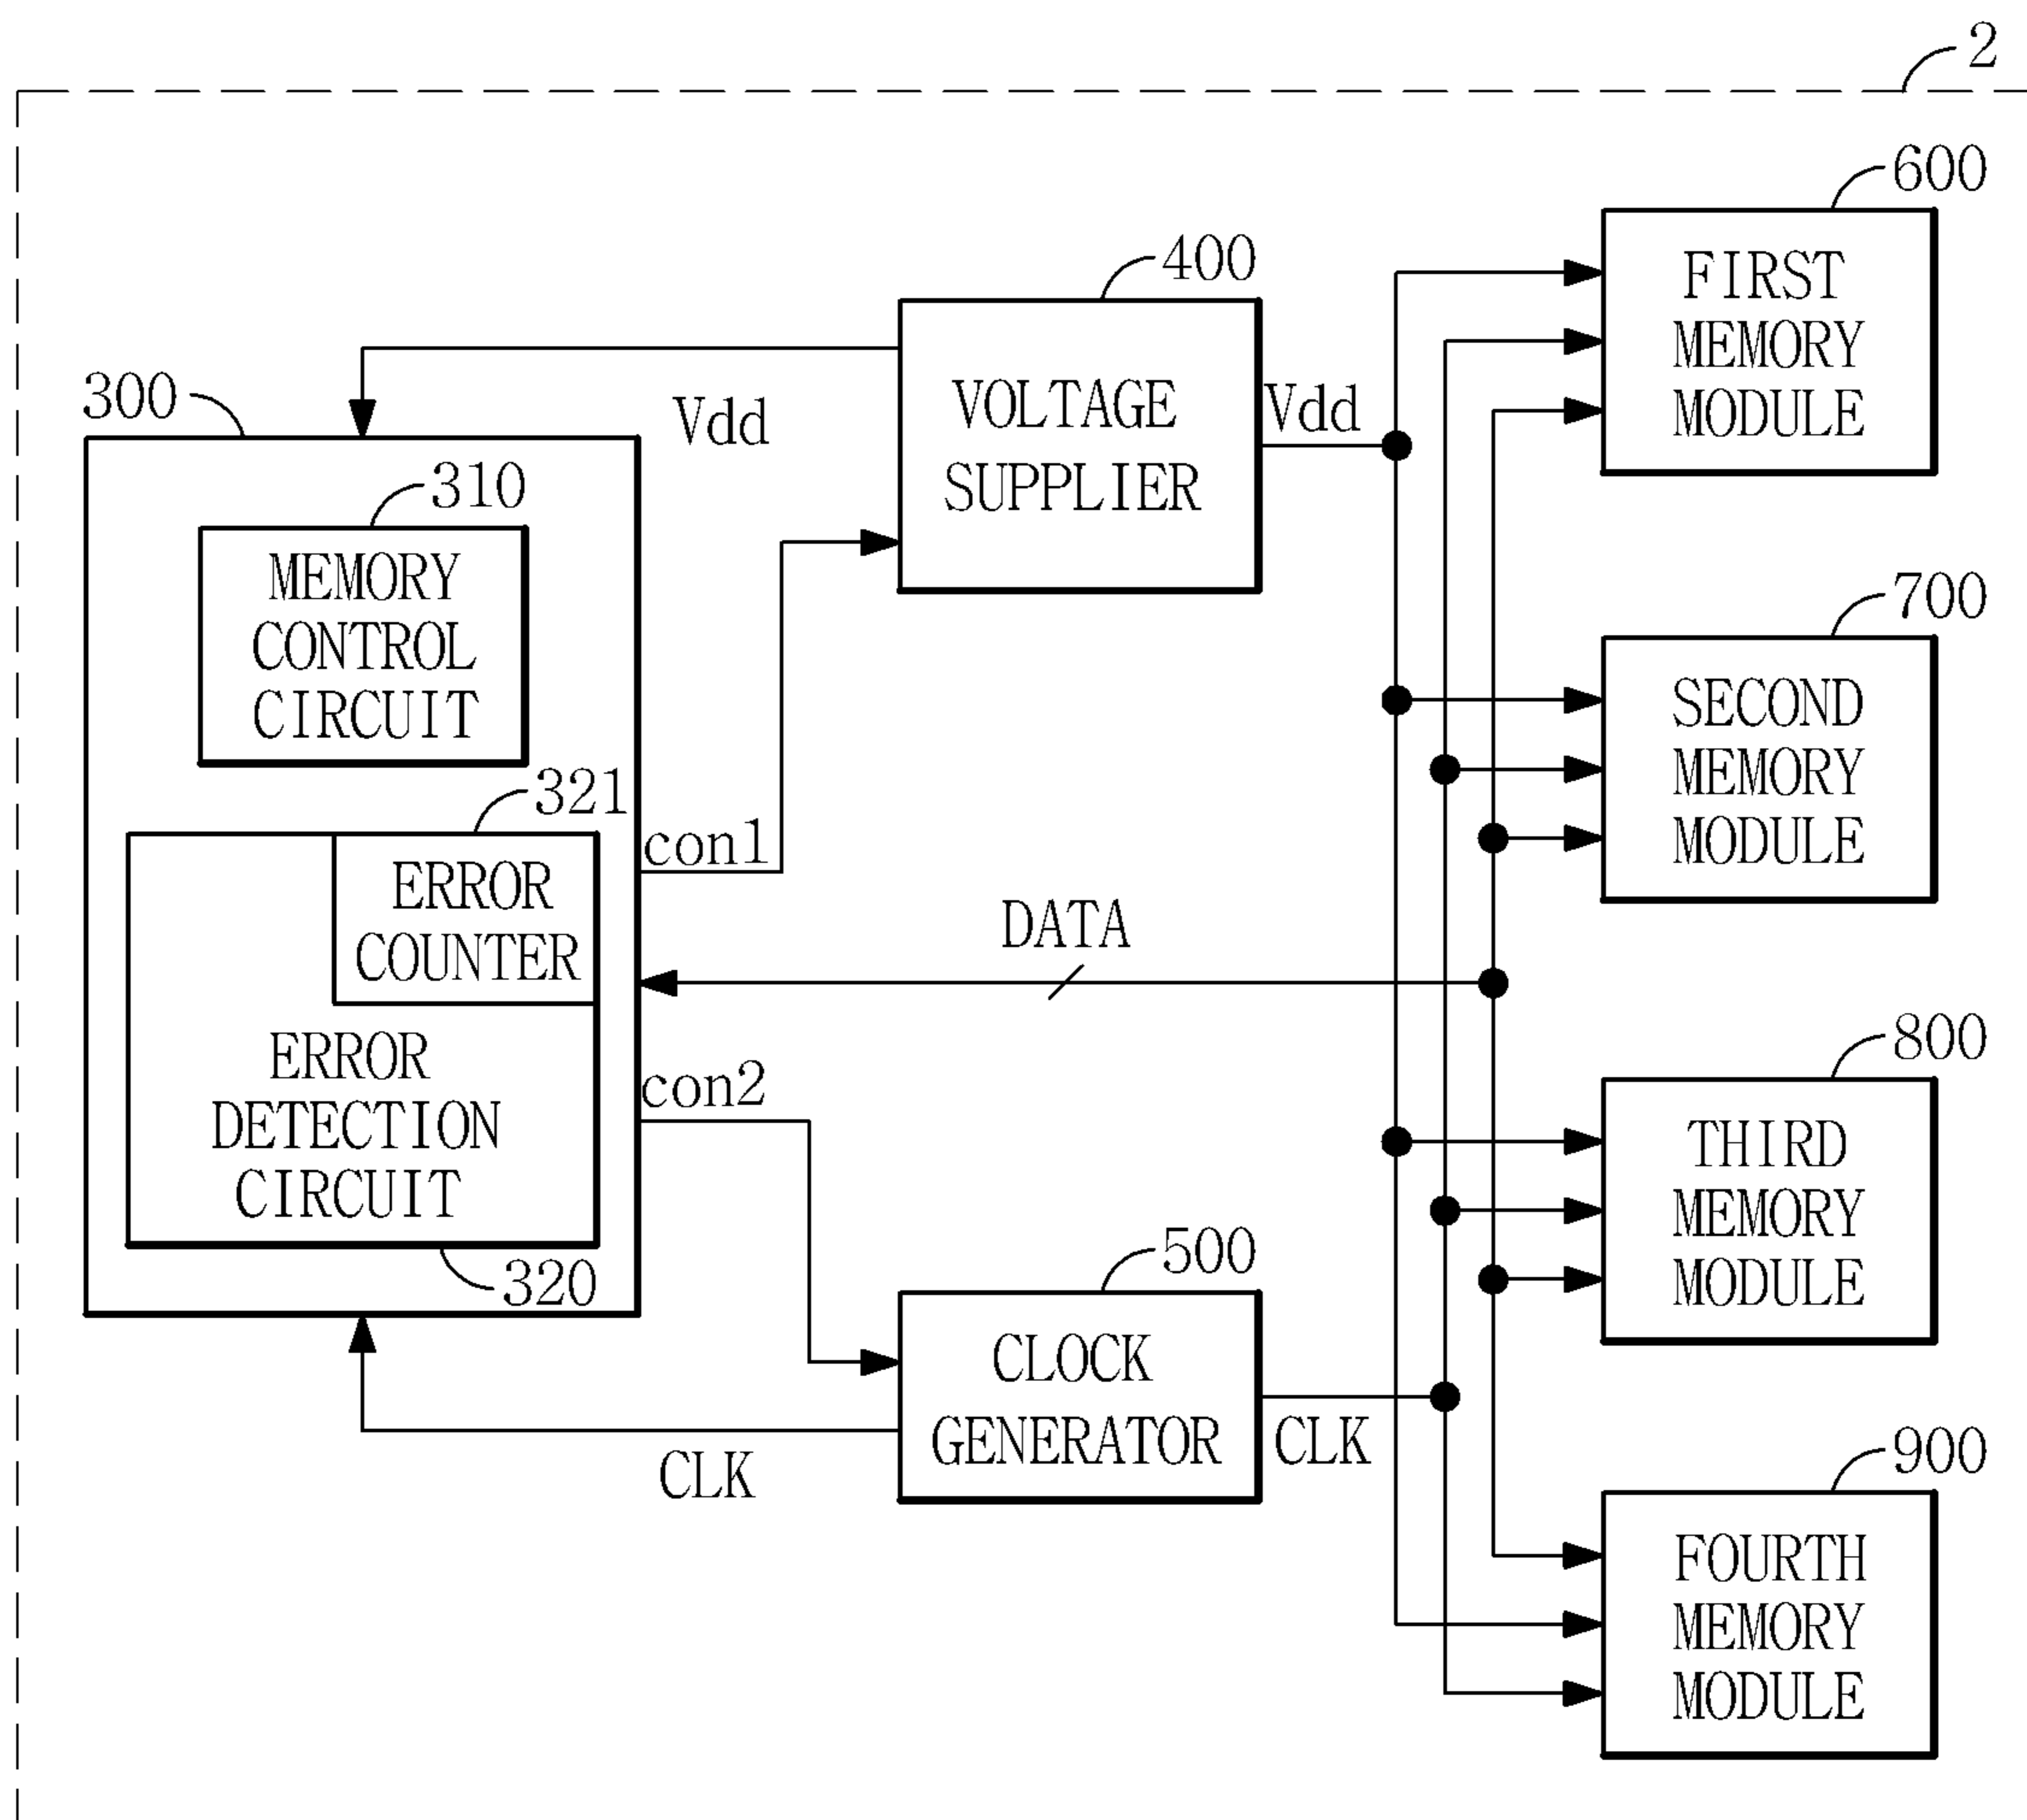 2
600
FIRST
MEMORY
MODULE
400
VOLTAGE
SUPPLIER
Vdd
Vdd
300
310
MEMORY
CONTROL
CIRCUIT
700
SECOND
MEMORY
MODULE
321
ERROR
COUNTER
con1
DATA
ERROR
DETECTION
CIRCUIT
320
con2
800
THIRD
MEMORY
MODULE
500
CLOCK
GENERATOR
CLK
CLK
900
FOURTH
MEMORY
MODULE